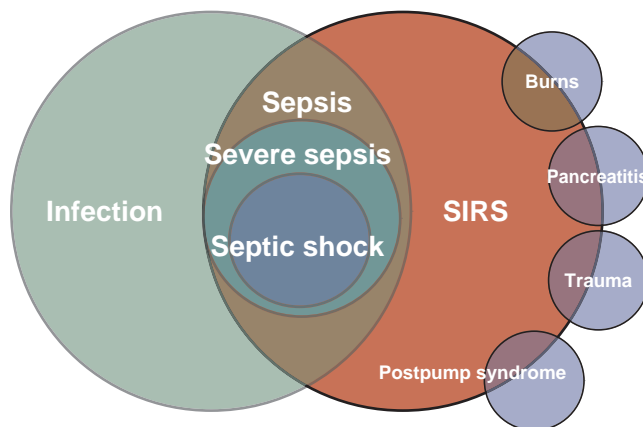 Sepsis
Burns
Severe sepsis
Pancreatitis
Infection
SIRS
Septic shock
Trauma
Postpump syndrome